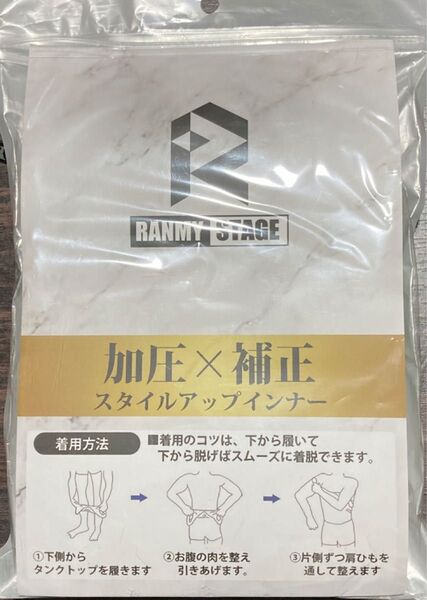 RANMY STAGE
加圧×補正
スタイルアップインナー
着用方法
■着用のコツは、下から履いて
下から脱げばスムーズに着脱できます。
①下側から
タンクトップを履きます
②お腹の肉を整え
引きあげます。
③片側ずつ肩ひもを
通して整えます